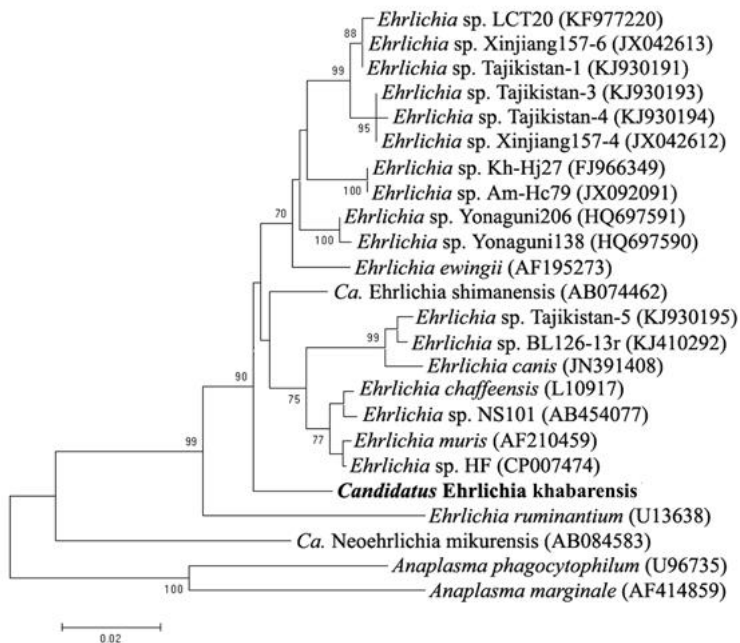 Ehrlichia sp. LCT20 (KF977220)
88
Ehrlichia sp. Xinjiang157-6 (JX042613)
99
Ehrlichia sp. Tajikistan-1 (KJ930191)
Ehrlichia sp. Tajikistan-3 (KJ930193)
Ehrlichia sp. Tajikistan-4 (KJ930194)
95
Ehrlichia sp. Xinjiang157-4 (JX042612)
Ehrlichia sp. Kh-Hj27 (FJ966349)
100
Ehrlichia sp. Am-Hc79 (JX092091)
70
Ehrlichia sp. Yonaguni206 (HQ697591)
100
Ehrlichia sp. Yonaguni138 (HQ697590)
Ehrlichia ewingii (AF195273)
Ca. Ehrlichia shimanensis (AB074462)
Ehrlichia sp. Tajikistan-5 (KJ930195)
99
Ehrlichia sp. BL126-13r (KJ410292)
Ehrlichia canis (JN391408)
90
75
Ehrlichia chaffeensis (L10917)
Ehrlichia sp. NS101 (AB454077)
77
Ehrlichia muris (AF210459)
99
Ehrlichia sp. HF (CP007474)
Candidatus Ehrlichia khabarensis
Ehrlichia ruminantium (U13638)
Ca. Neoehrlichia mikurensis (AB084583)
Anaplasma phagocytophilum (U96735)
100
Anaplasma marginale (AF414859)
0.02